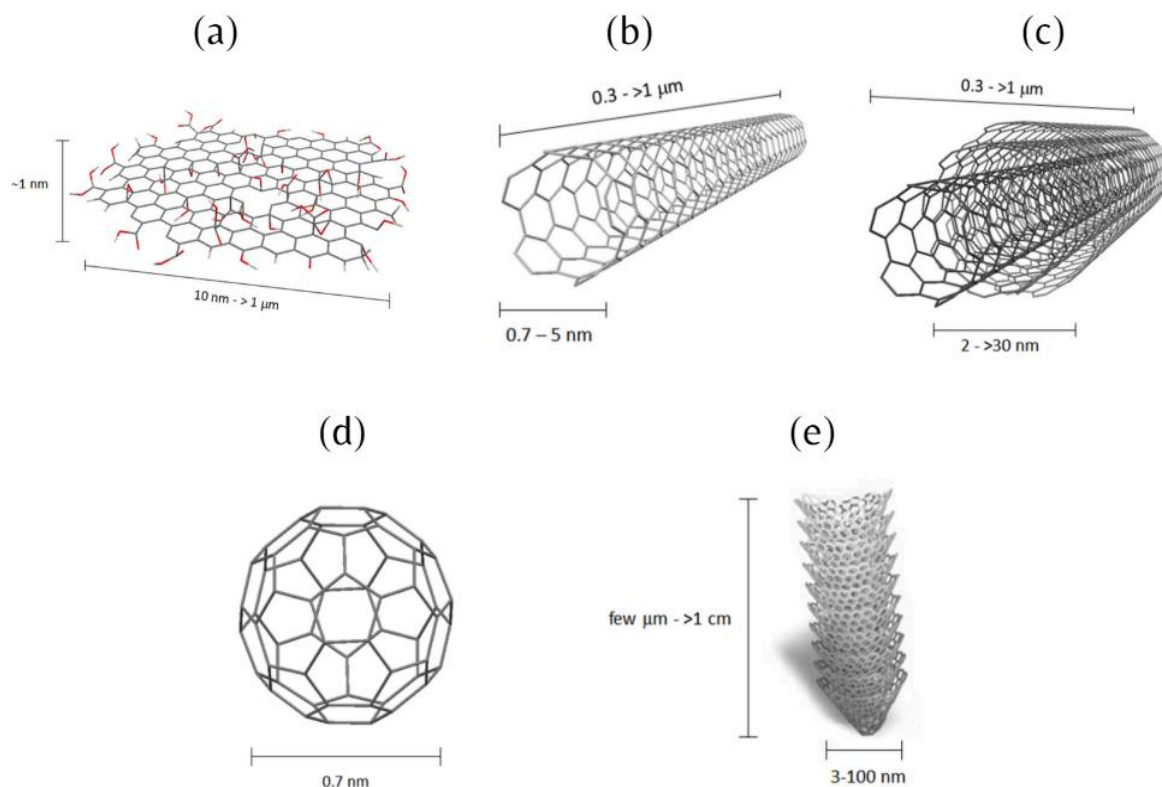 (a)
(b)
(c)
~1 nm
10 nm - > 1 μm
0.3 - >1 μm
0.7 – 5 nm
0.3 - >1 μm
2 - >30 nm
(d)
(e)
0.7 nm
few μm - >1 cm
3-100 nm